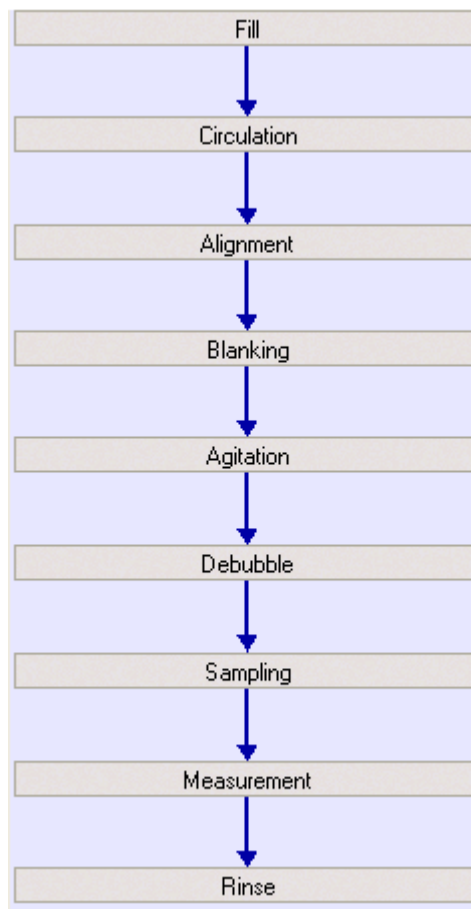 Fill
Circulation
Alignment
Blanking
Agitation
Debubble
Sampling
Measurement
Rinse